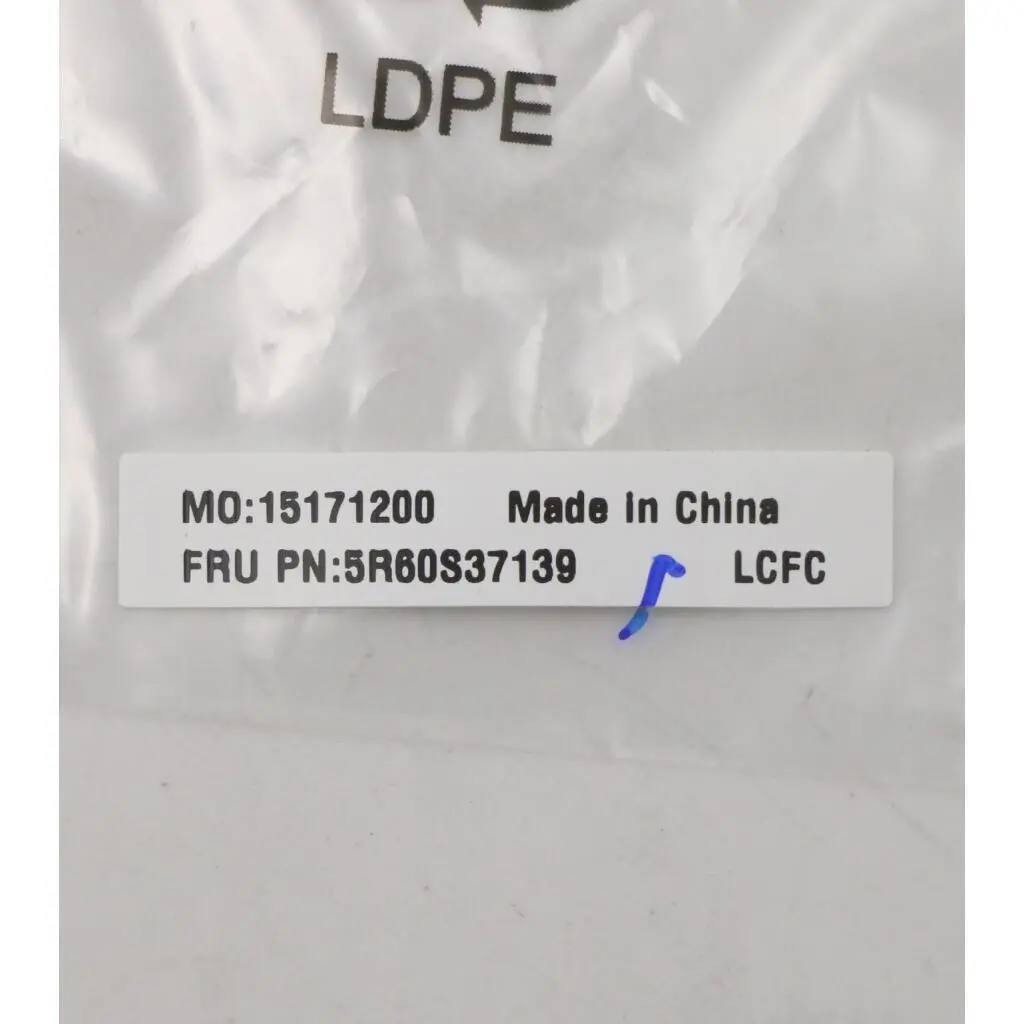 LDPE
MO:15171200 Made in China
FRU PN:5R60S37139 LCFC